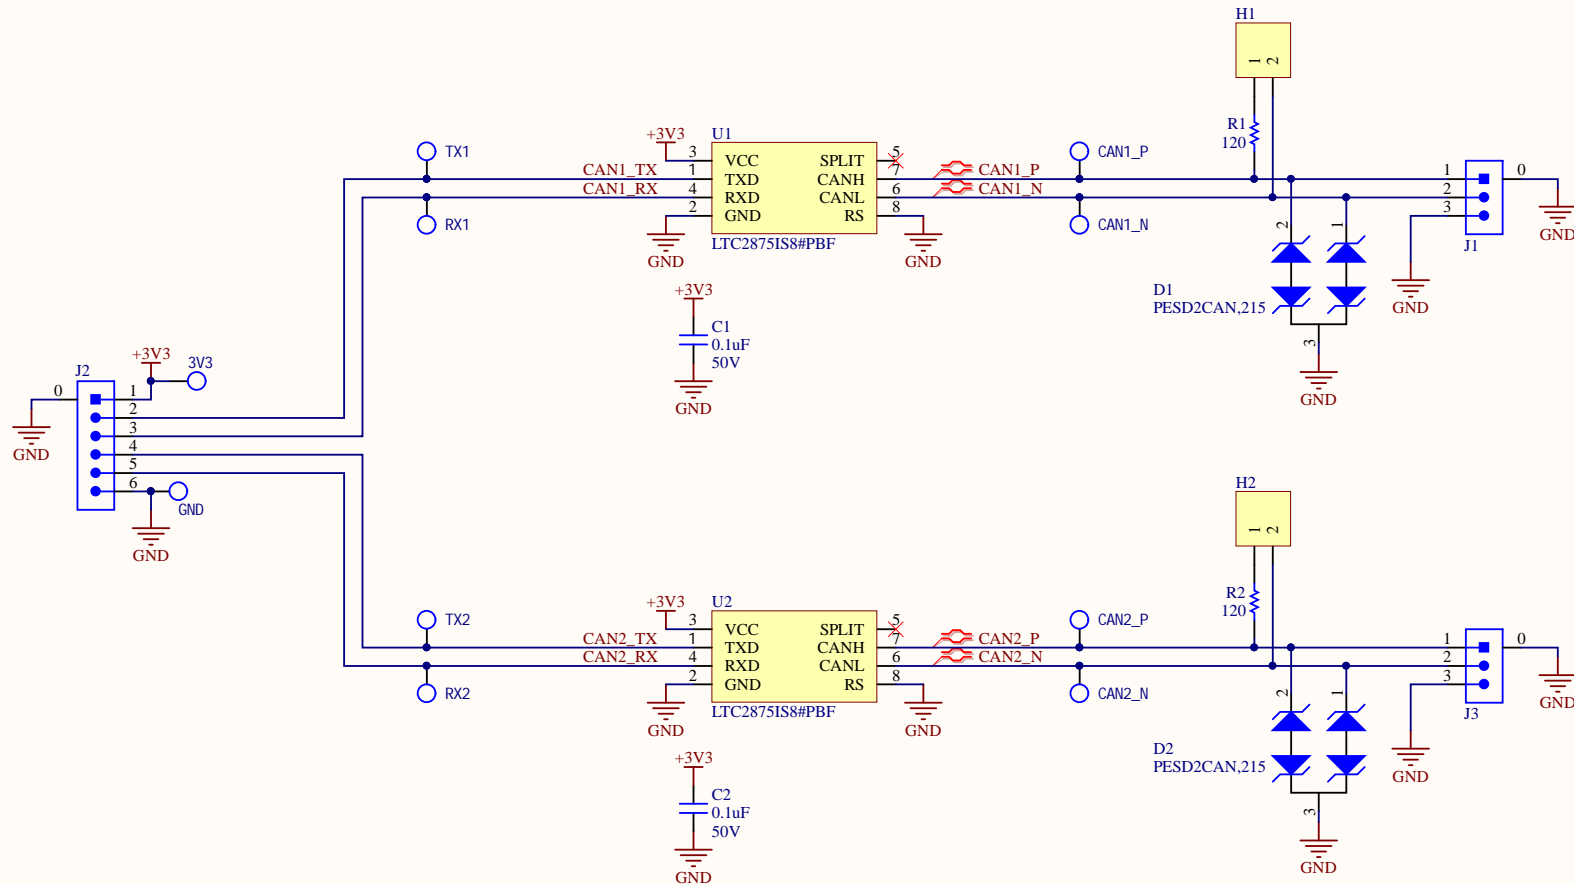 H1
1 2
R1
120
TX1
+3V3
U1
CAN1_TX
CAN1_RX
3 VCC SPLIT 5
1 TXD CANH 7
4 RXD CANL 6
2 GND RS 8
LTC2875IS8#PBF
RX1
GND
GND
CAN1_P
CAN1_N
CAN1_P
CAN1_N
1
2
3
0
J1
GND
GND
2 1
D1
PESD2CAN,215
3
GND
+3V3
C1
0.1uF
50V
GND
J2
+3V3
3V3
0
1
2
3
4
5
6
GND
GND
GND
H2
1 2
R2
120
TX2
+3V3
U2
CAN2_TX
CAN2_RX
3 VCC SPLIT 5
1 TXD CANH 7
4 RXD CANL 6
2 GND RS 8
LTC2875IS8#PBF
RX2
GND
GND
CAN2_P
CAN2_N
CAN2_P
CAN2_N
1
2
3
0
J3
GND
GND
2 1
D2
PESD2CAN,215
3
GND
+3V3
C2
0.1uF
50V
GND